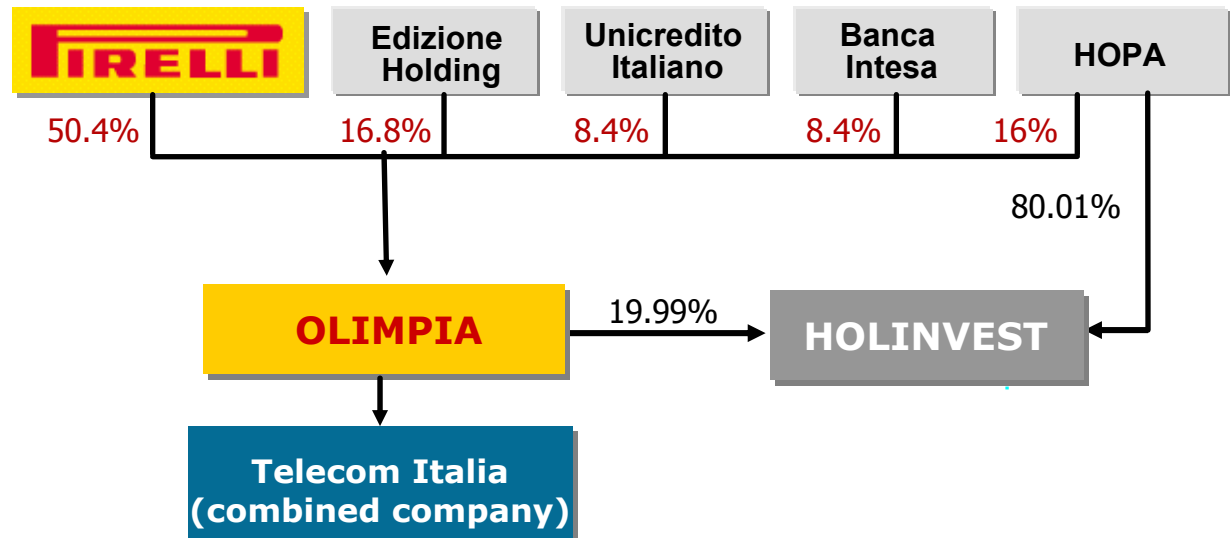 PIRELLI
Edizione
Holding
Unicredito
Italiano
Banca
Intesa
HOPA
50.4%
16.8%
8.4%
8.4%
16%
80.01%
OLIMPIA
19.99%
HOLINVEST
Telecom Italia
(combined company)